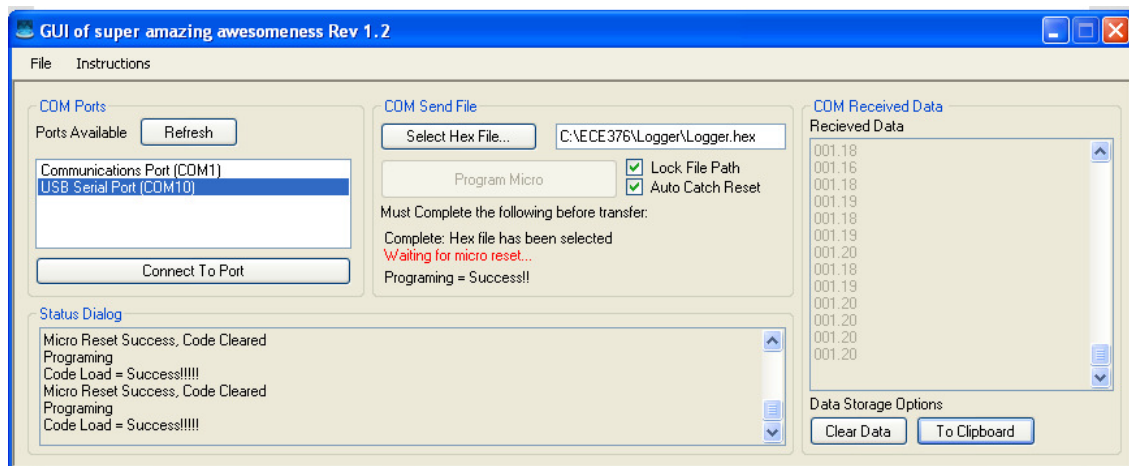 GUI of super amazing awesomeness Rev 1.2
File Instructions
COM Ports
Ports Available Refresh
Communications Port (COM1)
USB Serial Port (COM10)
Connect To Port
COM Send File
Select Hex File... C:\ECE376\Logger\Logger.hex
Program Micro
Lock File Path
Auto Catch Reset
Must Complete the following before transfer:
Complete: Hex file has been selected
Waiting for micro reset...
Programing = Success!!
COM Received Data
Recieved Data
001.18
001.16
001.18
001.19
001.18
001.19
001.20
001.18
001.19
001.20
001.20
001.20
001.20
Data Storage Options
Clear Data To Clipboard
Status Dialog
Micro Reset Success, Code Cleared
Programing
Code Load = Success!!!!!
Micro Reset Success, Code Cleared
Programing
Code Load = Success!!!!!